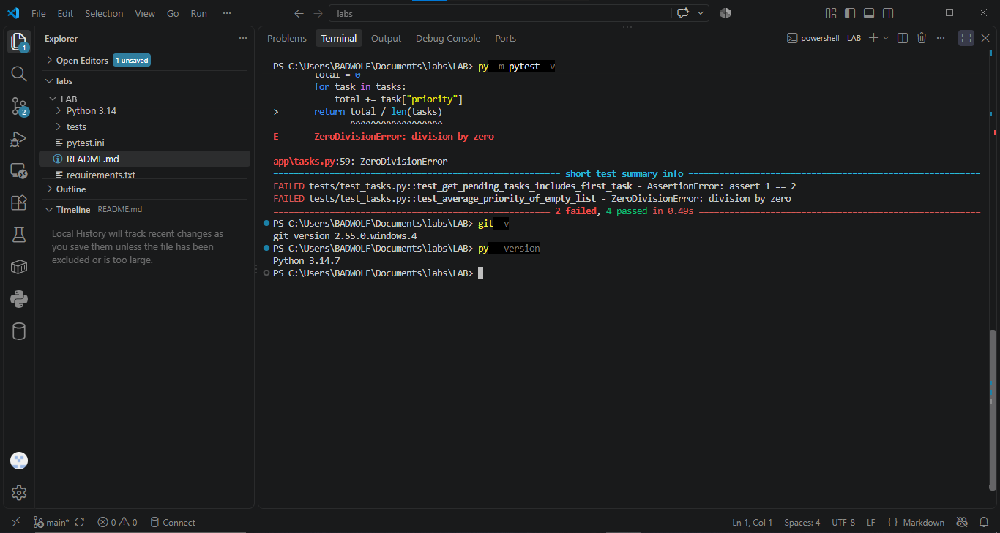 File Edit Selection View Go Run ···
labs
Explorer
Open Editors 1 unsaved
labs
LAB
Python 3.14
tests
pytest.ini
README.md
requirements.txt
Outline
Timeline README.md
Local History will track recent changes as
you save them unless the file has been
excluded or is too large.
1
2
Problems Terminal Output Debug Console Ports
powershell - LAB
PS C:\Users\BADWOLF\Documents\labs\LAB> py -m pytest -v
total = 0
for task in tasks:
total += task["priority"]
> return total / len(tasks)
^^^^^^^^^^^^^^^^^^
E ZeroDivisionError: division by zero
app\tasks.py:59: ZeroDivisionError
======================================================== short test summary info =========================================================
FAILED tests/test_tasks.py::test_get_pending_tasks_includes_first_task - AssertionError: assert 1 == 2
FAILED tests/test_tasks.py::test_average_priority_of_empty_list - ZeroDivisionError: division by zero
====================================================== 2 failed, 4 passed in 0.49s =======================================================
PS C:\Users\BADWOLF\Documents\labs\LAB> git -v
git version 2.55.0.windows.4
PS C:\Users\BADWOLF\Documents\labs\LAB> py --version
Python 3.14.7
PS C:\Users\BADWOLF\Documents\labs\LAB>
main* 0 0 Connect
Ln 1, Col 1 Spaces: 4 UTF-8 LF { } Markdown